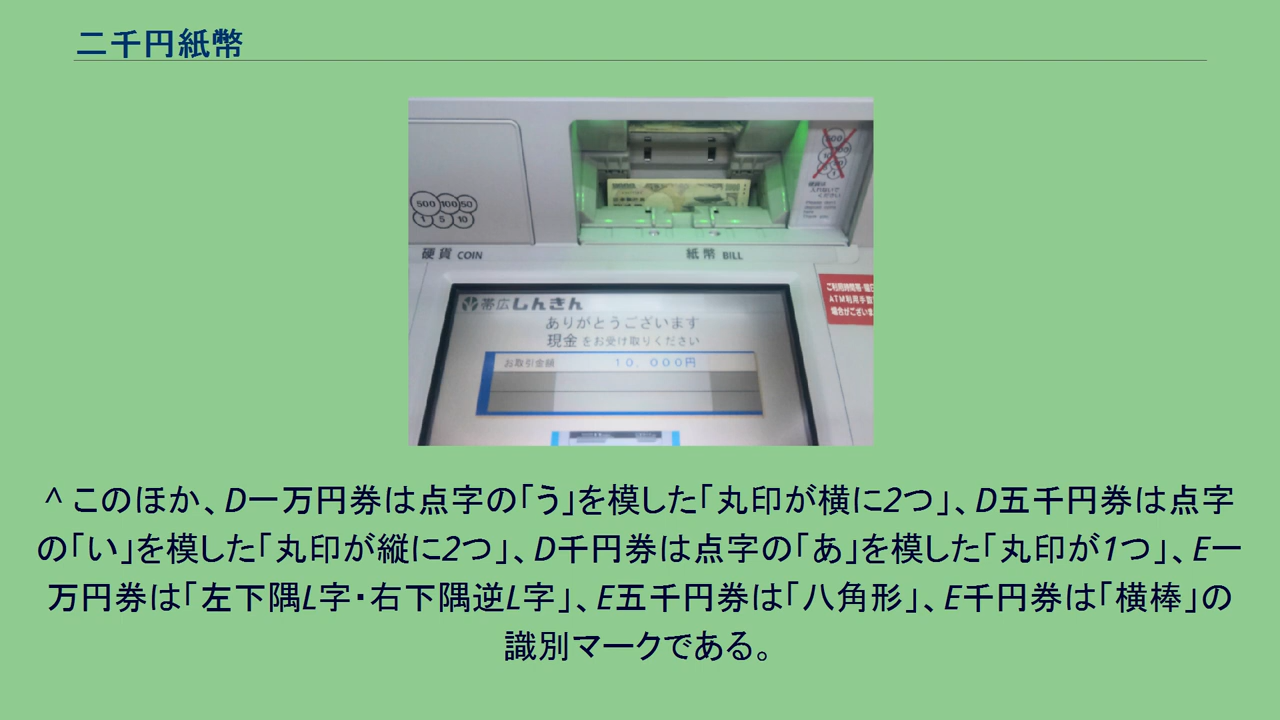 二千円紙幣
500 100 50
1 5 10
硬貨 COIN
紙幣 BILL
ご利用時間帯・曜日
ATM利用手数
場合がございま
帯広しんきん
ありがとうございます
現金をお受け取りください
お取引金額 10,000円
^ このほか、D一万円券は点字の「う」を模した「丸印が横に2つ」、D五千円券は点字
の「い」を模した「丸印が縦に2つ」、D千円券は点字の「あ」を模した「丸印が1つ」、E一
万円券は「左下隅L字・右下隅逆L字」、E五千円券は「八角形」、E千円券は「横棒」の
識別マークである。